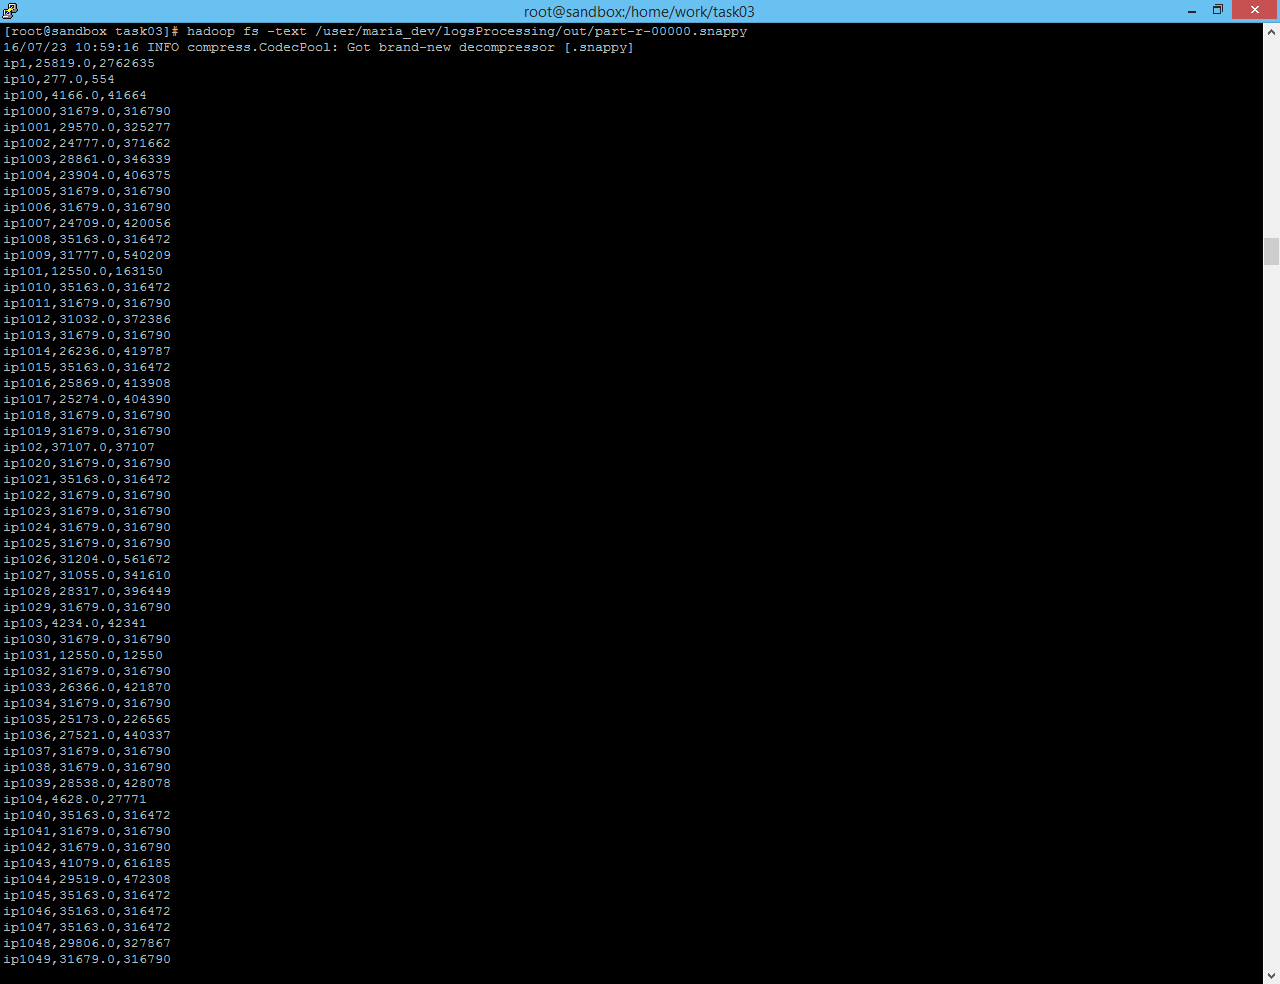 root@sandbox:/home/work/task03
[root@sandbox task03]# hadoop fs -text /user/maria_dev/logsProcessing/out/part-r-00000.snappy
16/07/23 10:59:16 INFO compress.CodecPool: Got brand-new decompressor [.snappy]
ip1,25819.0,2762635
ip10,277.0,554
ip100,4166.0,41664
ip1000,31679.0,316790
ip1001,29570.0,325277
ip1002,24777.0,371662
ip1003,28861.0,346339
ip1004,23904.0,406375
ip1005,31679.0,316790
ip1006,31679.0,316790
ip1007,24709.0,420056
ip1008,35163.0,316472
ip1009,31777.0,540209
ip101,12550.0,163150
ip1010,35163.0,316472
ip1011,31679.0,316790
ip1012,31032.0,372386
ip1013,31679.0,316790
ip1014,26236.0,419787
ip1015,35163.0,316472
ip1016,25869.0,413908
ip1017,25274.0,404390
ip1018,31679.0,316790
ip1019,31679.0,316790
ip102,37107.0,37107
ip1020,31679.0,316790
ip1021,35163.0,316472
ip1022,31679.0,316790
ip1023,31679.0,316790
ip1024,31679.0,316790
ip1025,31679.0,316790
ip1026,31204.0,561672
ip1027,31055.0,341610
ip1028,28317.0,396449
ip1029,31679.0,316790
ip103,4234.0,42341
ip1030,31679.0,316790
ip1031,12550.0,12550
ip1032,31679.0,316790
ip1033,26366.0,421870
ip1034,31679.0,316790
ip1035,25173.0,226565
ip1036,27521.0,440337
ip1037,31679.0,316790
ip1038,31679.0,316790
ip1039,28538.0,428078
ip104,4628.0,27771
ip1040,35163.0,316472
ip1041,31679.0,316790
ip1042,31679.0,316790
ip1043,41079.0,616185
ip1044,29519.0,472308
ip1045,35163.0,316472
ip1046,35163.0,316472
ip1047,35163.0,316472
ip1048,29806.0,327867
ip1049,31679.0,316790